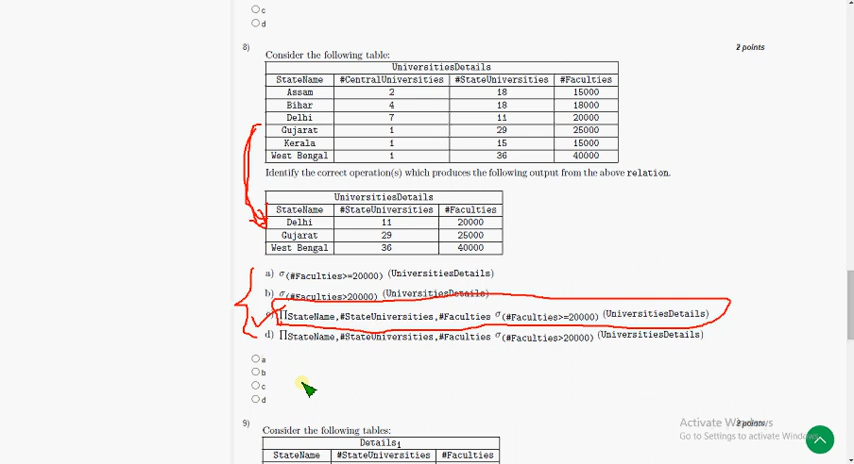 c
d
8)
2 points
Consider the following table:
UniversitiesDetails
StateName #CentralUniversities #StateUniversities #Faculties
Assam 2 18 15000
Bihar 4 18 18000
Delhi 7 11 20000
Gujarat 1 29 25000
Kerala 1 15 15000
West Bengal 1 36 40000
Identify the correct operation(s) which produces the following output from the above relation.
UniversitiesDetails
StateName #StateUniversities #Faculties
Delhi 11 20000
Gujarat 29 25000
West Bengal 36 40000
a) σ(#Faculties>=20000) (UniversitiesDetails)
b) σ(#Faculties>20000) (UniversitiesDetails)
c) ∏StateName,#StateUniversities,#Faculties σ(#Faculties>=20000) (UniversitiesDetails)
d) ∏StateName,#StateUniversities,#Faculties σ(#Faculties>20000) (UniversitiesDetails)
a
b
c
d
9)
2 points
Consider the following tables:
Details1
StateName #StateUniversities #Faculties
Activate Windows
Go to Settings to activate Windows.